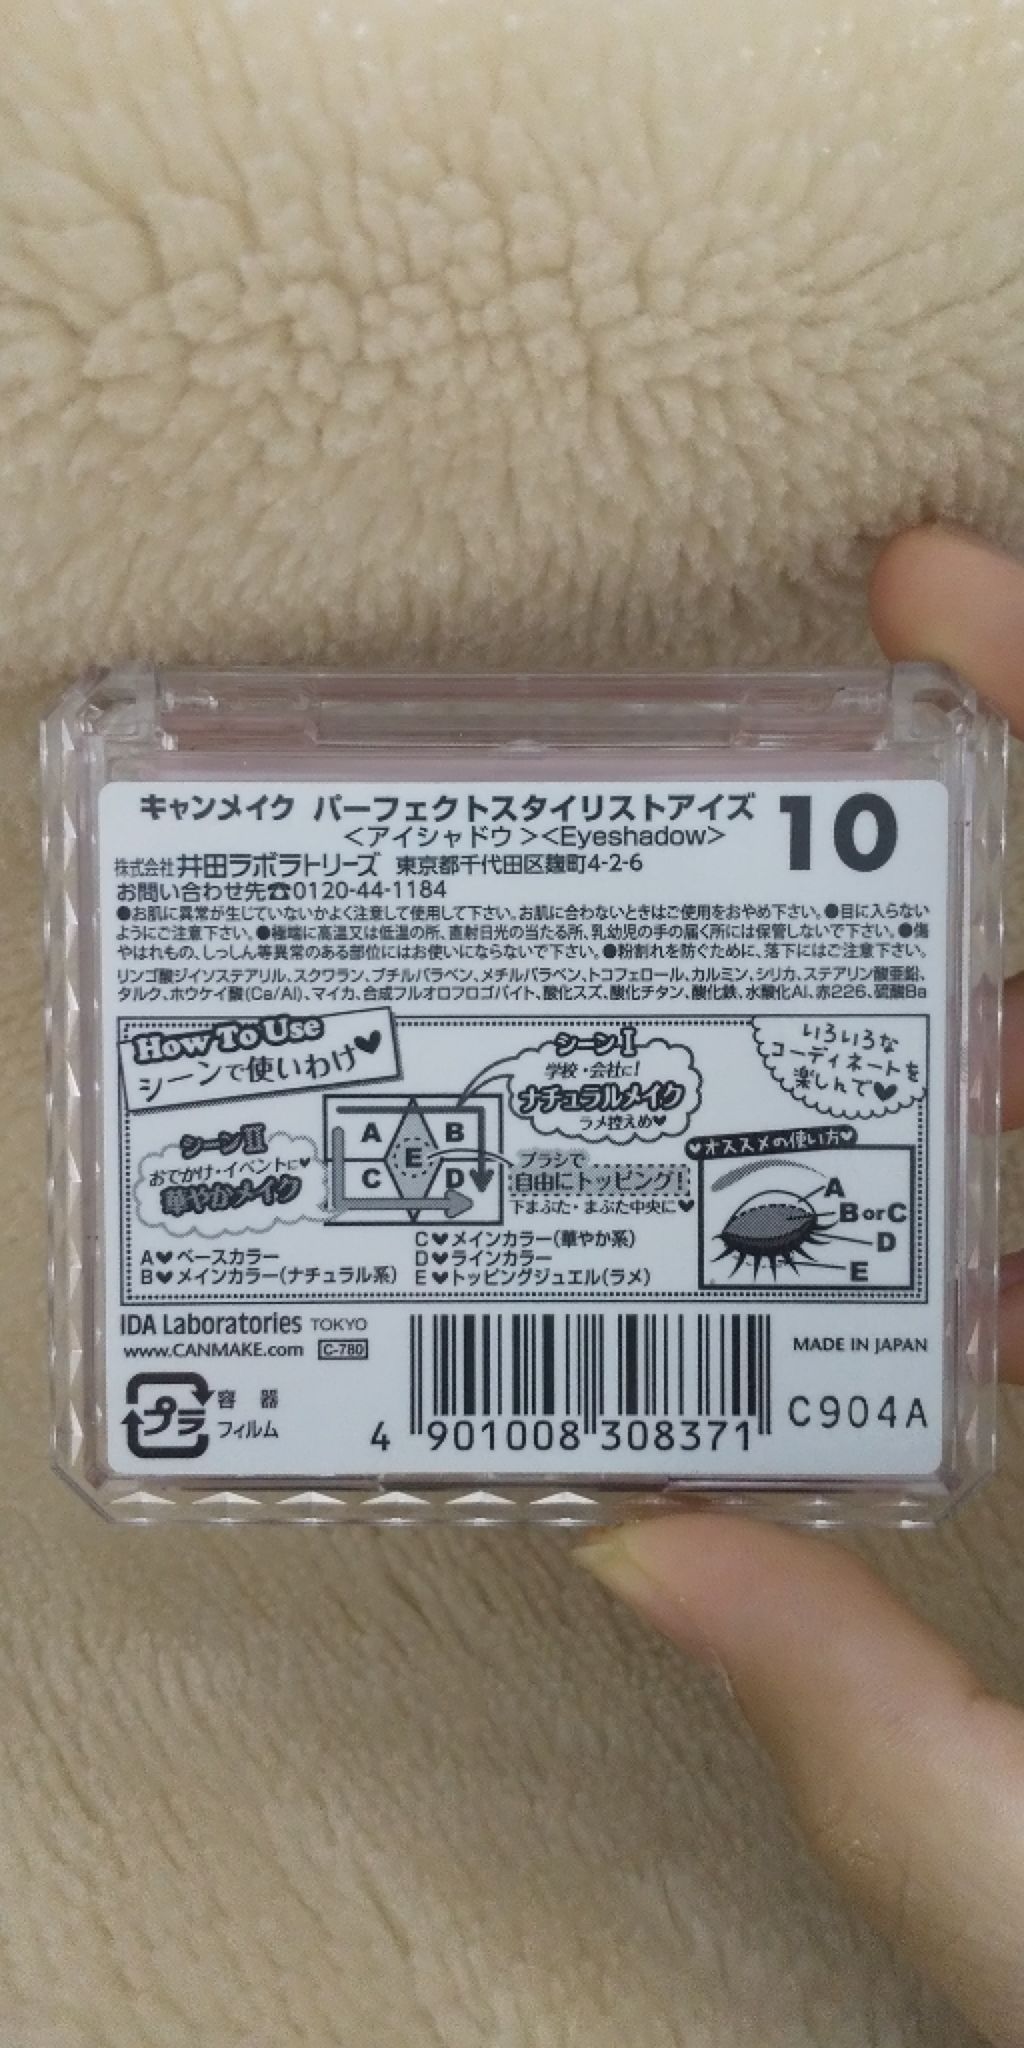 キャンメイク パーフェクトスタイリストアイズ
10
<アイシャドウ><Eyeshadow>
株式会社 井田ラボラトリーズ 東京都千代田区麹町4-2-6
お問い合わせ先☎0120-44-1184
●お肌に異常が生じていないかよく注意して使用して下さい。お肌に合わないときはご使用をおやめ下さい。●目に入らない
ようにご注意下さい。●極端に高温又は低温の所、直射日光の当たる所、乳幼児の手の届く所には保管しないで下さい。●傷
やはれもの、しっしん等異常のある部位にはお使いにならないで下さい。●粉割れを防ぐために、落下にはご注意下さい。
リンゴ酸ジイソステアリル、スクワラン、ブチルパラベン、メチルパラベン、トコフェロール、カルミン、シリカ、ステアリン酸亜鉛、
タルク、ホウケイ酸(Ca/Al)、マイカ、合成フルオロフロゴパイト、酸化スズ、酸化チタン、酸化鉄、水酸化Al、赤226、硫酸Ba
How To Use
シーンで使いわけ♥
シーンI
学校・会社に!
ナチュラルメイク
ラメ控えめ♥
いろいろな
コーディネートを
楽しんで♥
シーンII
おでかけ・イベントに♥
華やかメイク
A
B
E
C
D
ブラシで
自由にトッピング!
下まぶた・まぶた中央に♥
♥オススメの使い方♥
A
BorC
D
E
A♥ベースカラー
B♥メインカラー(ナチュラル系)
C♥メインカラー(華やか系)
D♥ラインカラー
E♥トッピングジュエル(ラメ)
IDA Laboratories TOKYO
www.CANMAKE.com C-780
MADE IN JAPAN
プラ
容 器
フィルム
4 901008 308371
C904A